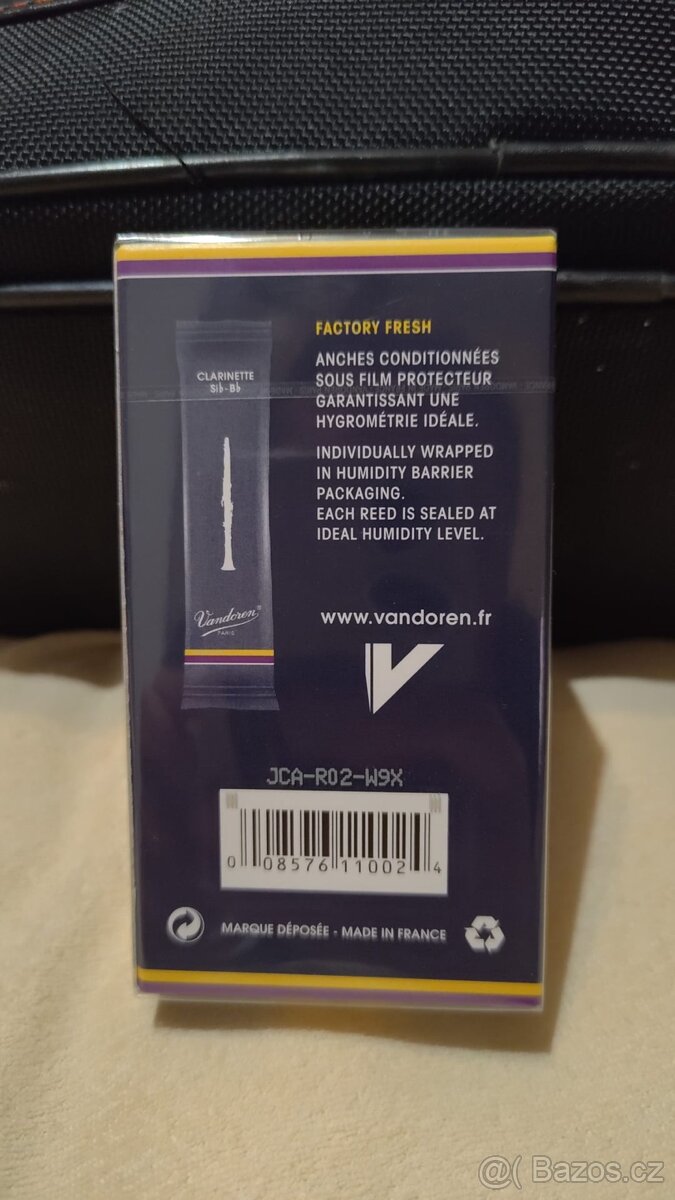 CLARINETTE
Sib-Bb
Vandoren®
PARIS
FACTORY FRESH
ANCHES CONDITIONNÉES
SOUS FILM PROTECTEUR
GARANTISSANT UNE
HYGROMÉTRIE IDÉALE.
INDIVIDUALLY WRAPPED
IN HUMIDITY BARRIER
PACKAGING.
EACH REED IS SEALED AT
IDEAL HUMIDITY LEVEL.
www.vandoren.fr
V
JCA-R02-W9X
0 08576 11002 4
MARQUE DÉPOSÉE - MADE IN FRANCE
@( Bazos.cz